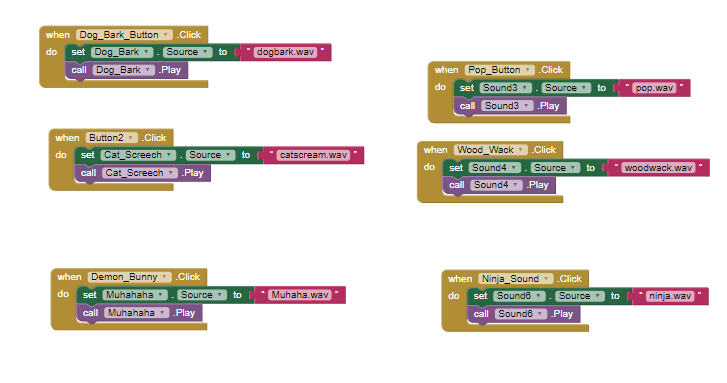 when Dog_Bark_Button .Click
do set Dog_Bark . Source to " dogbark.wav "
call Dog_Bark .Play
when Pop_Button .Click
do set Sound3 . Source to " pop.wav "
call Sound3 .Play
when Button2 .Click
do set Cat_Screech . Source to " catscream.wav "
call Cat_Screech .Play
when Wood_Wack .Click
do set Sound4 . Source to " woodwack.wav "
call Sound4 .Play
when Demon_Bunny .Click
do set Muhahaha . Source to " Muhaha.wav "
call Muhahaha .Play
when Ninja_Sound .Click
do set Sound6 . Source to " ninja.wav "
call Sound6 .Play